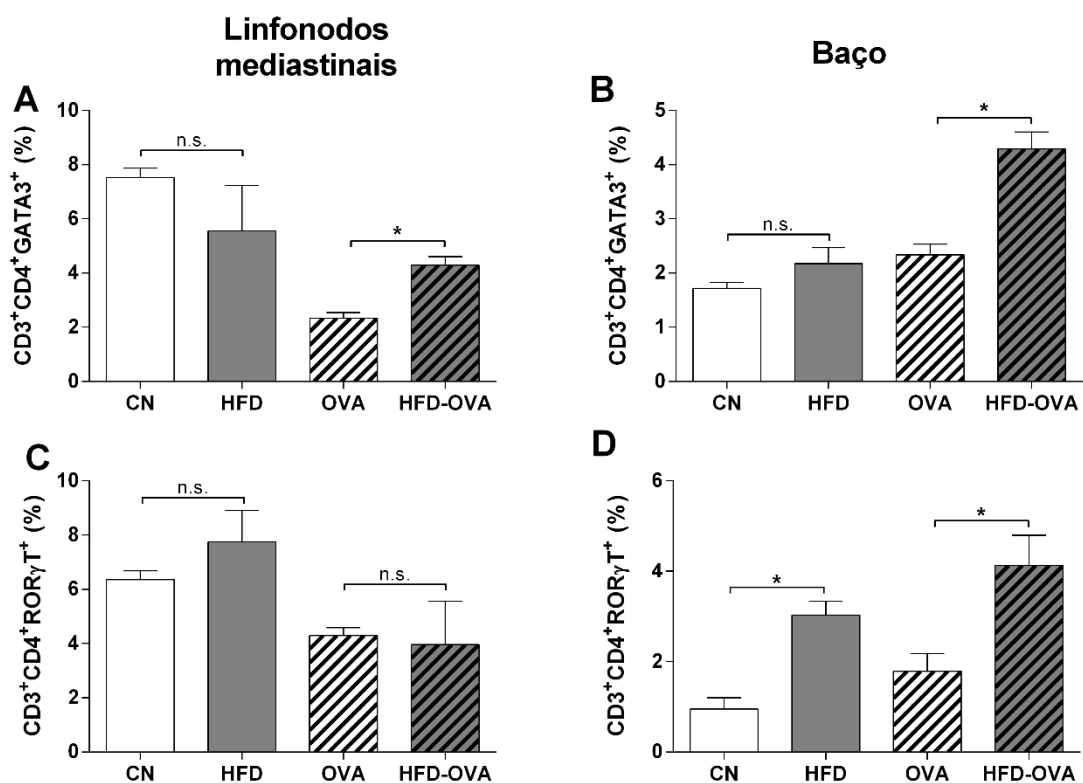 Linfonodos
mediastinais
Baço
A
CD3⁺CD4⁺GATA3⁺ (%)
10
8
6
4
2
0
n.s.
*
CN HFD OVA HFD-OVA
B
CD3⁺CD4⁺GATA3⁺ (%)
5
4
3
2
1
0
n.s.
*
CN HFD OVA HFD-OVA
C
CD3⁺CD4⁺RORγT⁺ (%)
10
8
6
4
2
0
n.s.
n.s.
CN HFD OVA HFD-OVA
D
CD3⁺CD4⁺RORγT⁺ (%)
6
4
2
0
*
*
CN HFD OVA HFD-OVA